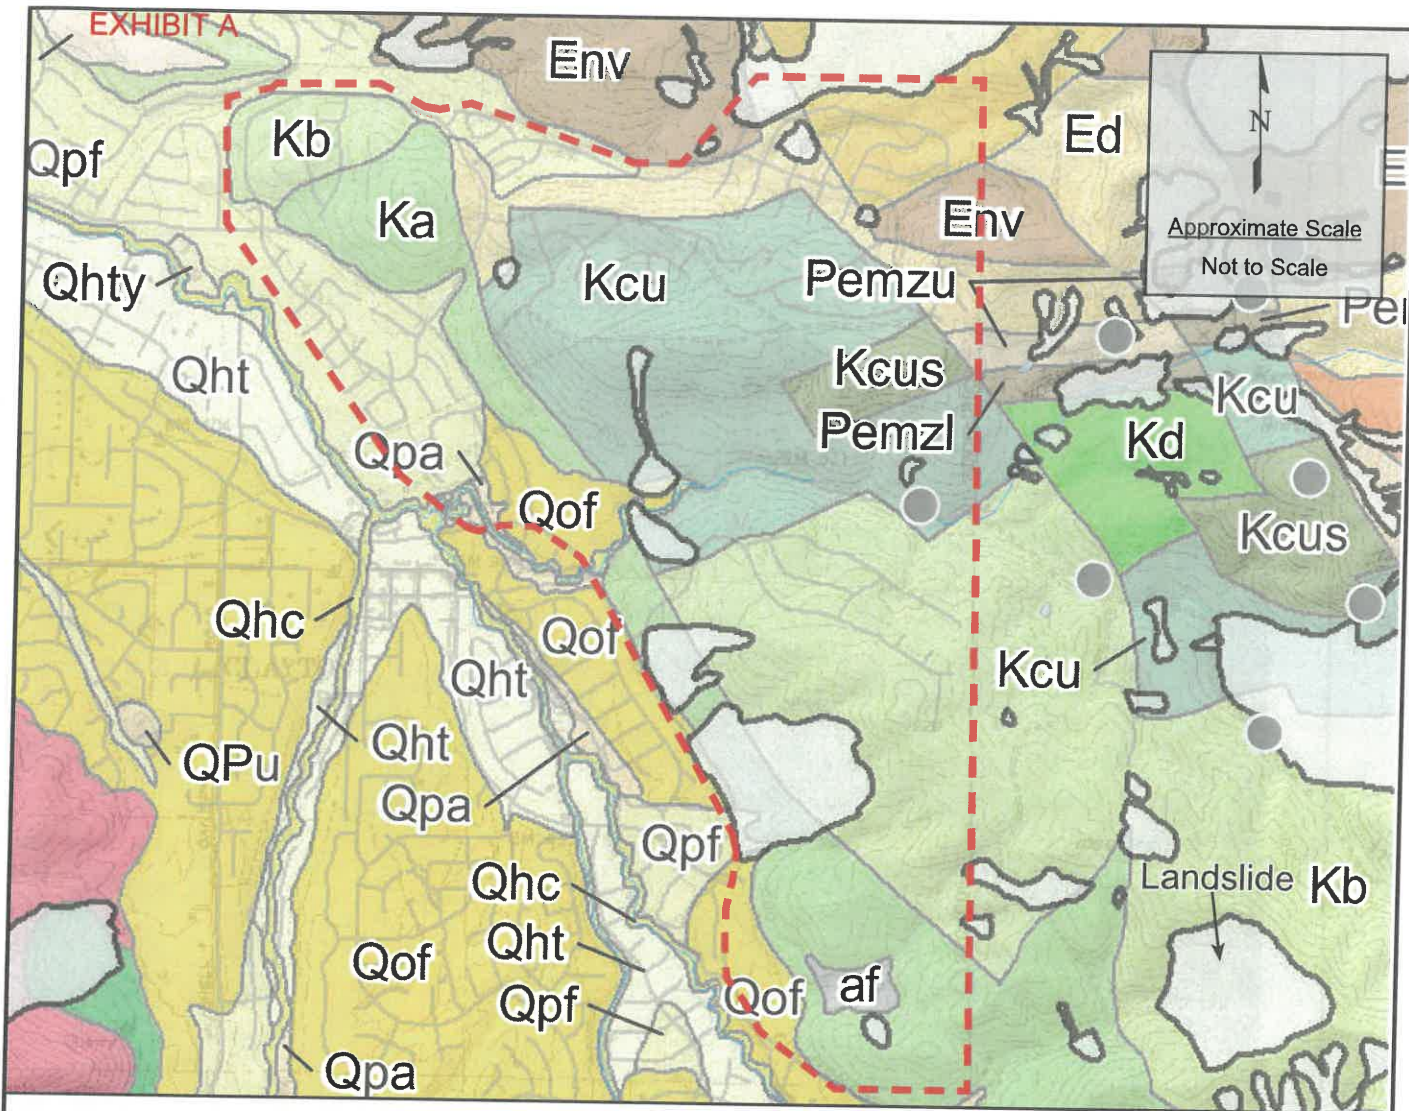 EXHIBIT A
Env
N
Approximate Scale
Not to Scale
Kb
Ed
Qpf
Ka
Env
Qhty
Kcu
Pemzu
Qht
Kcus
Kcu
Pemzl
Kd
Qpa
Qof
Kcus
Qhc
Qof
Qht
Kcu
Qht
QPu
Qpa
Qpf
Qhc
Landslide
Kb
Qht
Qof
af
Qpf
Qof
Qpa